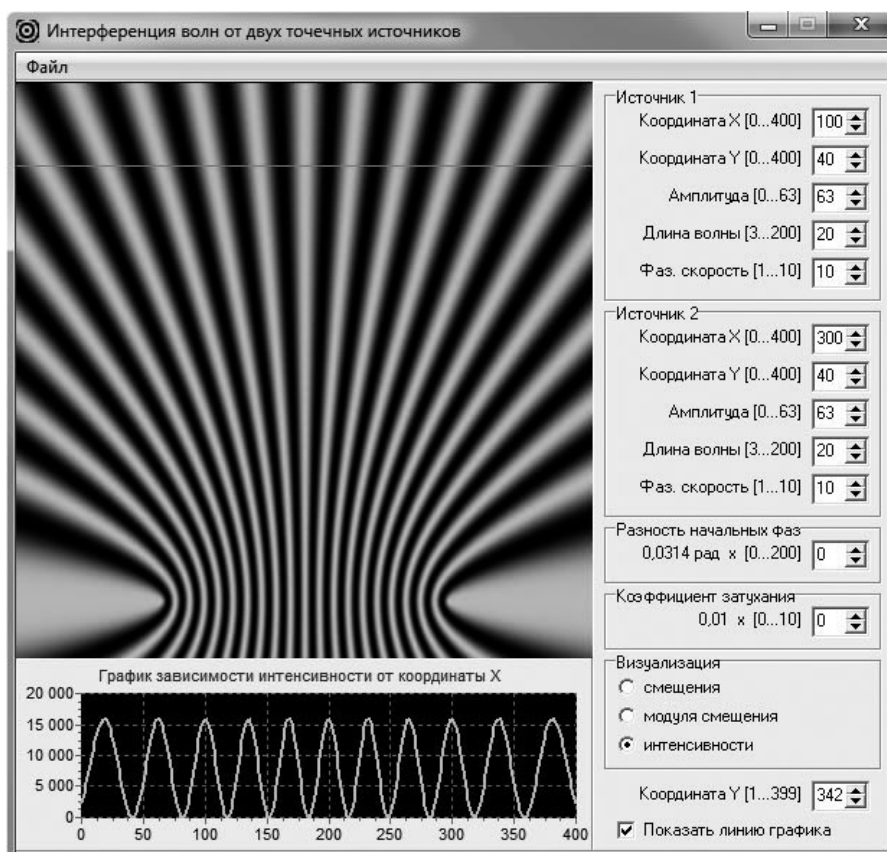 Интерференция волн от двух точечных источников
Файл
Источник 1
Координата X [0...400] 100
Координата Y [0...400] 40
Амплитуда [0...63] 63
Длина волны [3...200] 20
Фаз. скорость [1...10] 10
Источник 2
Координата X [0...400] 300
Координата Y [0...400] 40
Амплитуда [0...63] 63
Длина волны [3...200] 20
Фаз. скорость [1...10] 10
Разность начальных фаз
0,0314 рад x [0...200] 0
Коэффициент затухания
0,01 x [0...10] 0
Визуализация
смещения
модуля смещения
интенсивности
Координата Y [1...399] 342
Показать линию графика
График зависимости интенсивности от координаты X
20 000
15 000
10 000
5 000
0
0 50 100 150 200 250 300 350 400